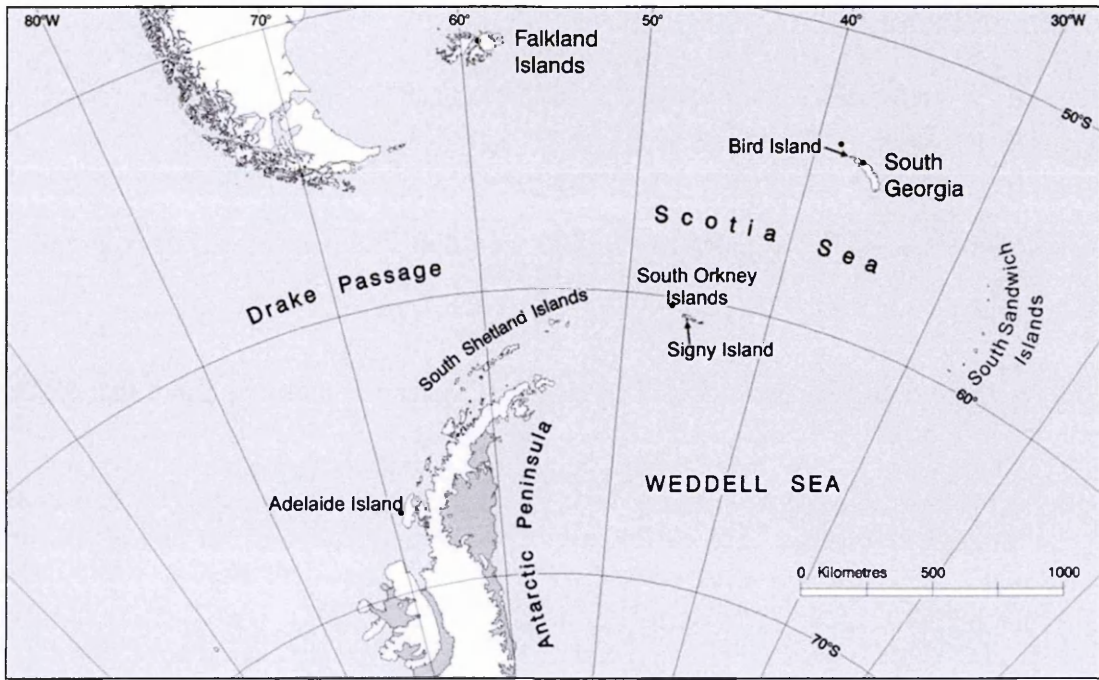 80°W
70°
60°
50°
40°
30°W
Falkland
Islands
50°S
Bird Island
South
Georgia
Scotia Sea
Drake Passage
South Orkney
Islands
South Sandwich
Islands
South Shetland Islands
Signy Island
60°
Antarctic Peninsula
WEDDELL SEA
Adelaide Island
0 Kilometres 500 1000
70°S